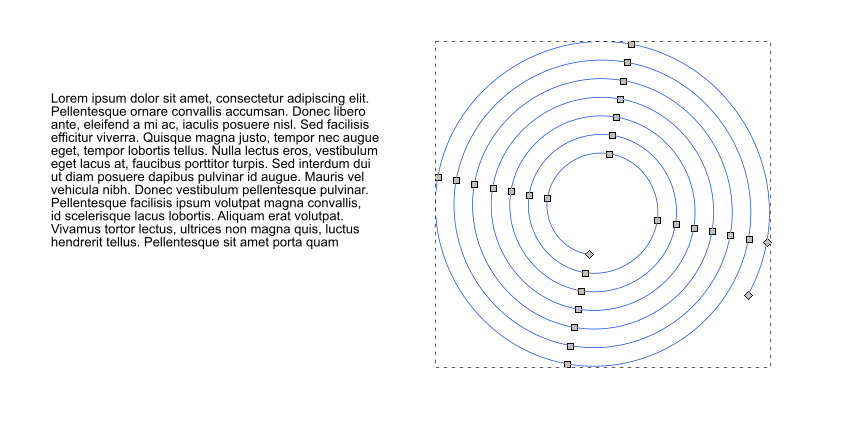 Lorem ipsum dolor sit amet, consectetur adipiscing elit.
Pellentesque ornare convallis accumsan. Donec libero
ante, eleifend a mi ac, iaculis posuere nisl. Sed facilisis
efficitur viverra. Quisque magna justo, tempor nec augue
eget, tempor lobortis tellus. Nulla lectus eros, vestibulum
eget lacus at, faucibus porttitor turpis. Sed interdum dui
ut diam posuere dapibus pulvinar id augue. Mauris vel
vehicula nibh. Donec vestibulum pellentesque pulvinar.
Pellentesque facilisis ipsum volutpat magna convallis,
id scelerisque lacus lobortis. Aliquam erat volutpat.
Vivamus tortor lectus, ultrices non magna quis, luctus
hendrerit tellus. Pellentesque sit amet porta quam